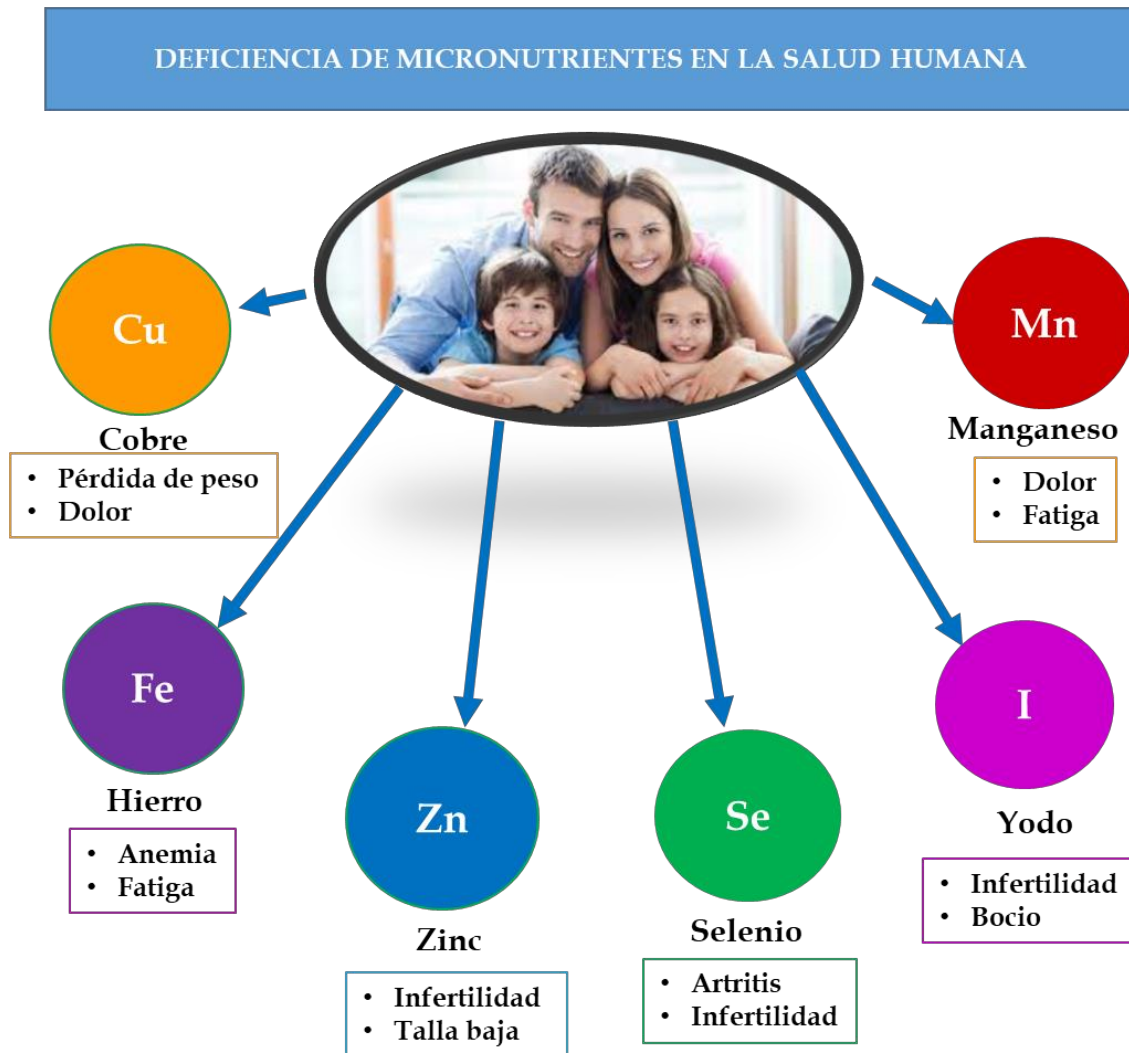 DEFICIENCIA DE MICRONUTRIENTES EN LA SALUD HUMANA
Cu
Cobre
• Pérdida de peso
• Dolor
Mn
Manganeso
• Dolor
• Fatiga
Fe
Hierro
• Anemia
• Fatiga
Zn
Zinc
• Infertilidad
• Talla baja
Se
Selenio
• Artritis
• Infertilidad
I
Yodo
• Infertilidad
• Bocio